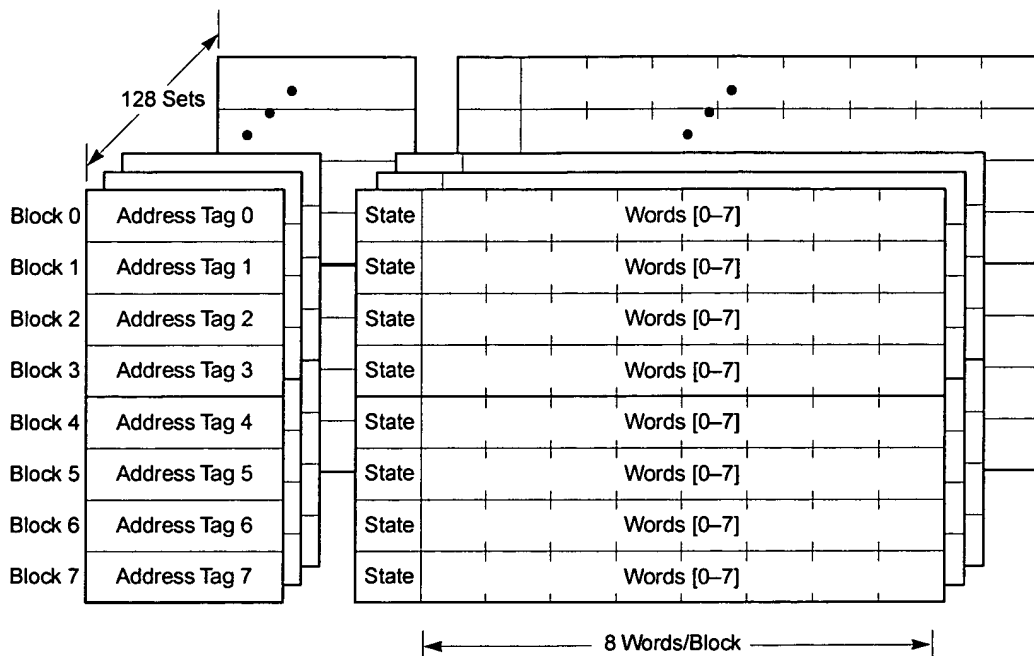 128 Sets
Block 0 Address Tag 0 State Words [0–7]
Block 1 Address Tag 1 State Words [0–7]
Block 2 Address Tag 2 State Words [0–7]
Block 3 Address Tag 3 State Words [0–7]
Block 4 Address Tag 4 State Words [0–7]
Block 5 Address Tag 5 State Words [0–7]
Block 6 Address Tag 6 State Words [0–7]
Block 7 Address Tag 7 State Words [0–7]
8 Words/Block